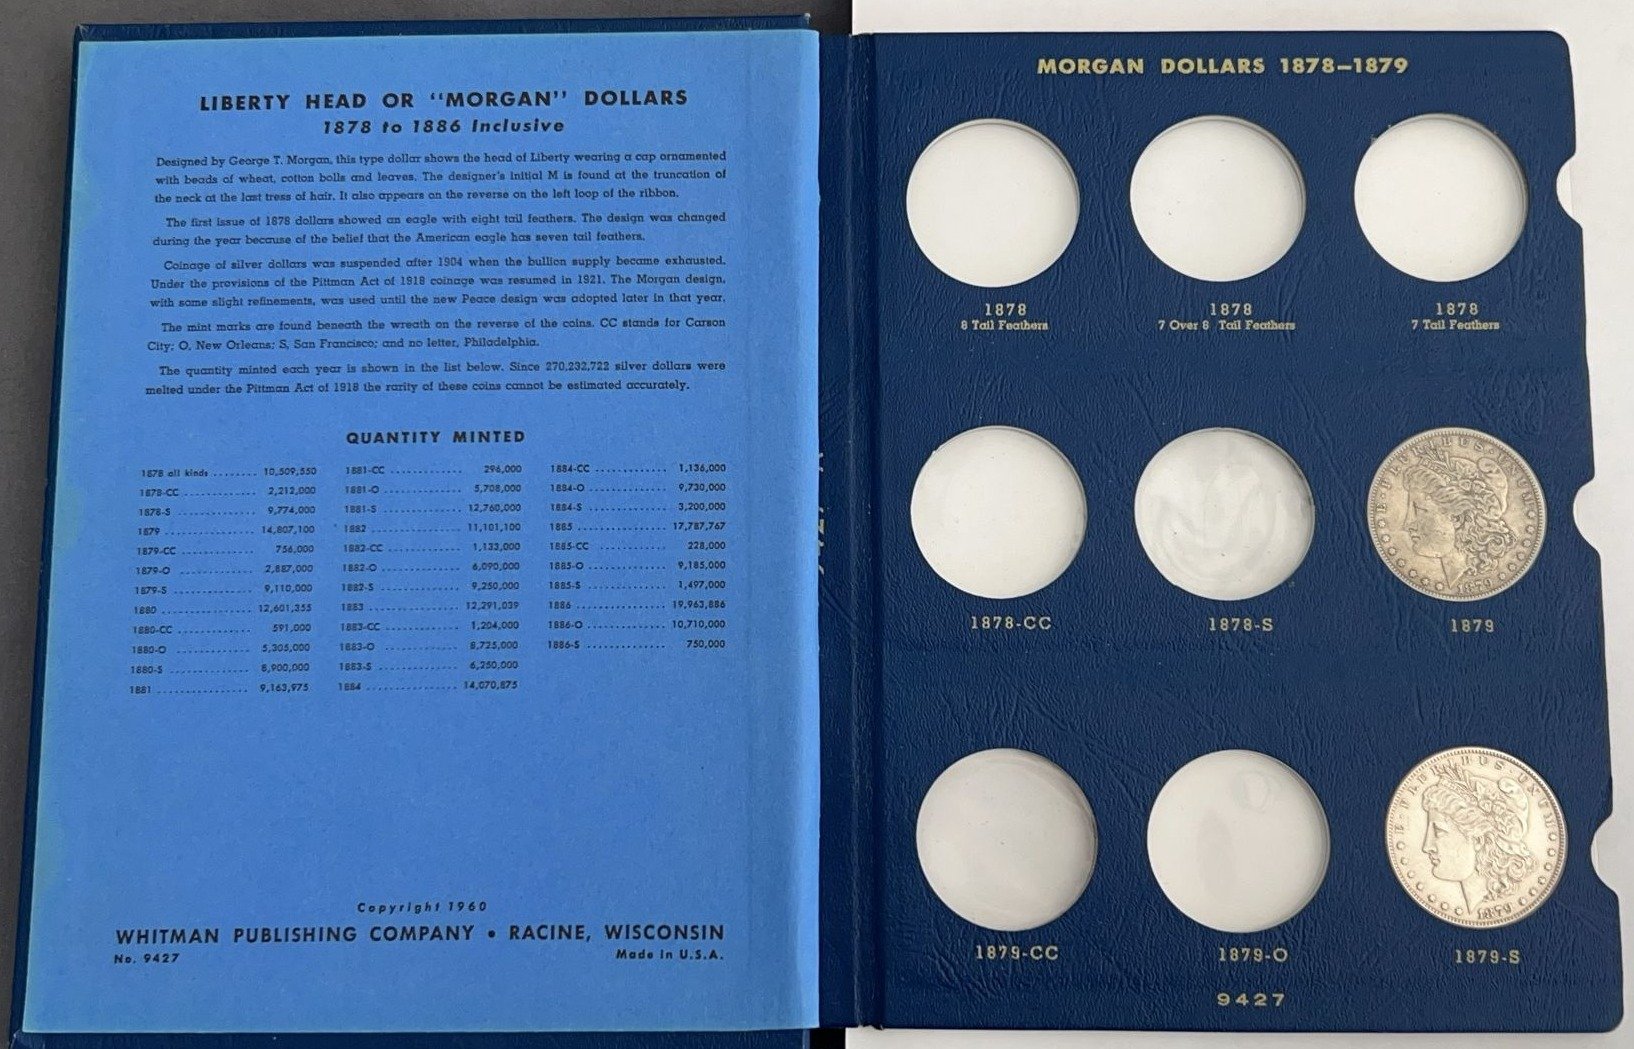 LIBERTY HEAD OR "MORGAN" DOLLARS
1878 to 1886 Inclusive
Designed by George T. Morgan, this type dollar shows the head of Liberty wearing a cap ornamented
with beads of wheat, cotton bolls and leaves. The designer's initial M is found at the truncation of
the neck at the last tress of hair. It also appears on the reverse on the left loop of the ribbon.
The first issue of 1878 dollars showed an eagle with eight tail feathers. The design was changed
during the year because of the belief that the American eagle has seven tail feathers.
Coinage of silver dollars was suspended after 1904 when the bullion supply became exhausted.
Under the provisions of the Pittman Act of 1918 coinage was resumed in 1921. The Morgan design,
with some slight refinements, was used until the new Peace design was adopted later in that year.
The mint marks are found beneath the wreath on the reverse of the coins. CC stands for Carson
City; O, New Orleans; S, San Francisco; and no letter, Philadelphia.
The quantity minted each year is shown in the list below. Since 270,232,722 silver dollars were
melted under the Pittman Act of 1918 the rarity of these coins cannot be estimated accurately.
QUANTITY MINTED
1878 all kinds ........ 10,509,550
1878-CC ............. 2,212,000
1878-S .............. 9,774,000
1879 ................ 14,807,100
1879-CC ............. 756,000
1879-O .............. 2,887,000
1879-S .............. 9,110,000
1880 ................ 12,601,355
1880-CC ............. 591,000
1880-O .............. 5,305,000
1880-S .............. 8,900,000
1881 ................ 9,163,975
1881-CC ............. 296,000
1881-O .............. 5,708,000
1881-S .............. 12,760,000
1882 ................ 11,101,100
1882-CC ............. 1,133,000
1882-O .............. 6,090,000
1882-S .............. 9,250,000
1883 ................ 12,291,039
1883-CC ............. 1,204,000
1883-O .............. 8,725,000
1883-S .............. 6,250,000
1884 ................ 14,070,875
1884-CC ............. 1,136,000
1884-O .............. 9,730,000
1884-S .............. 3,200,000
1885 ................ 17,787,767
1885-CC ............. 228,000
1885-O .............. 9,185,000
1885-S .............. 1,497,000
1886 ................ 19,963,886
1886-O .............. 10,710,000
1886-S .............. 750,000
Copyright 1960
WHITMAN PUBLISHING COMPANY • RACINE, WISCONSIN
No. 9427 Made in U.S.A.
MORGAN DOLLARS 1878–1879
1878
8 Tail Feathers
1878
7 Over 8 Tail Feathers
1878
7 Tail Feathers
1878-CC
1878-S
E·PLURIBUS·UNUM
1879
1879
1879-CC
1879-O
E·PLURIBUS·UNUM
1879
1879-S
9427